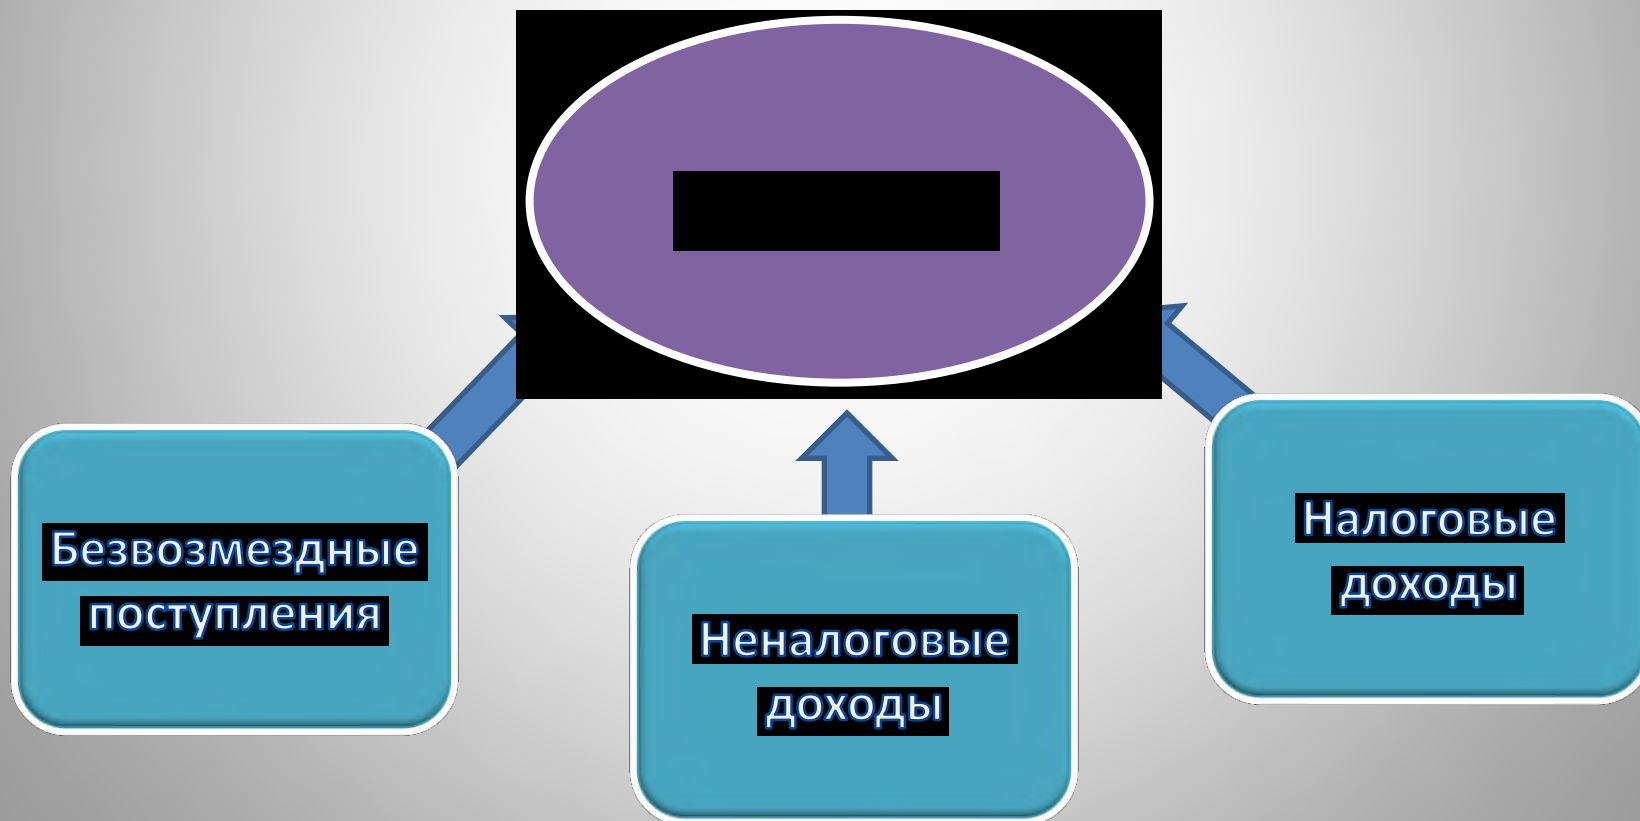 Безвозмездные
поступления
Неналоговые
доходы
Налоговые
доходы